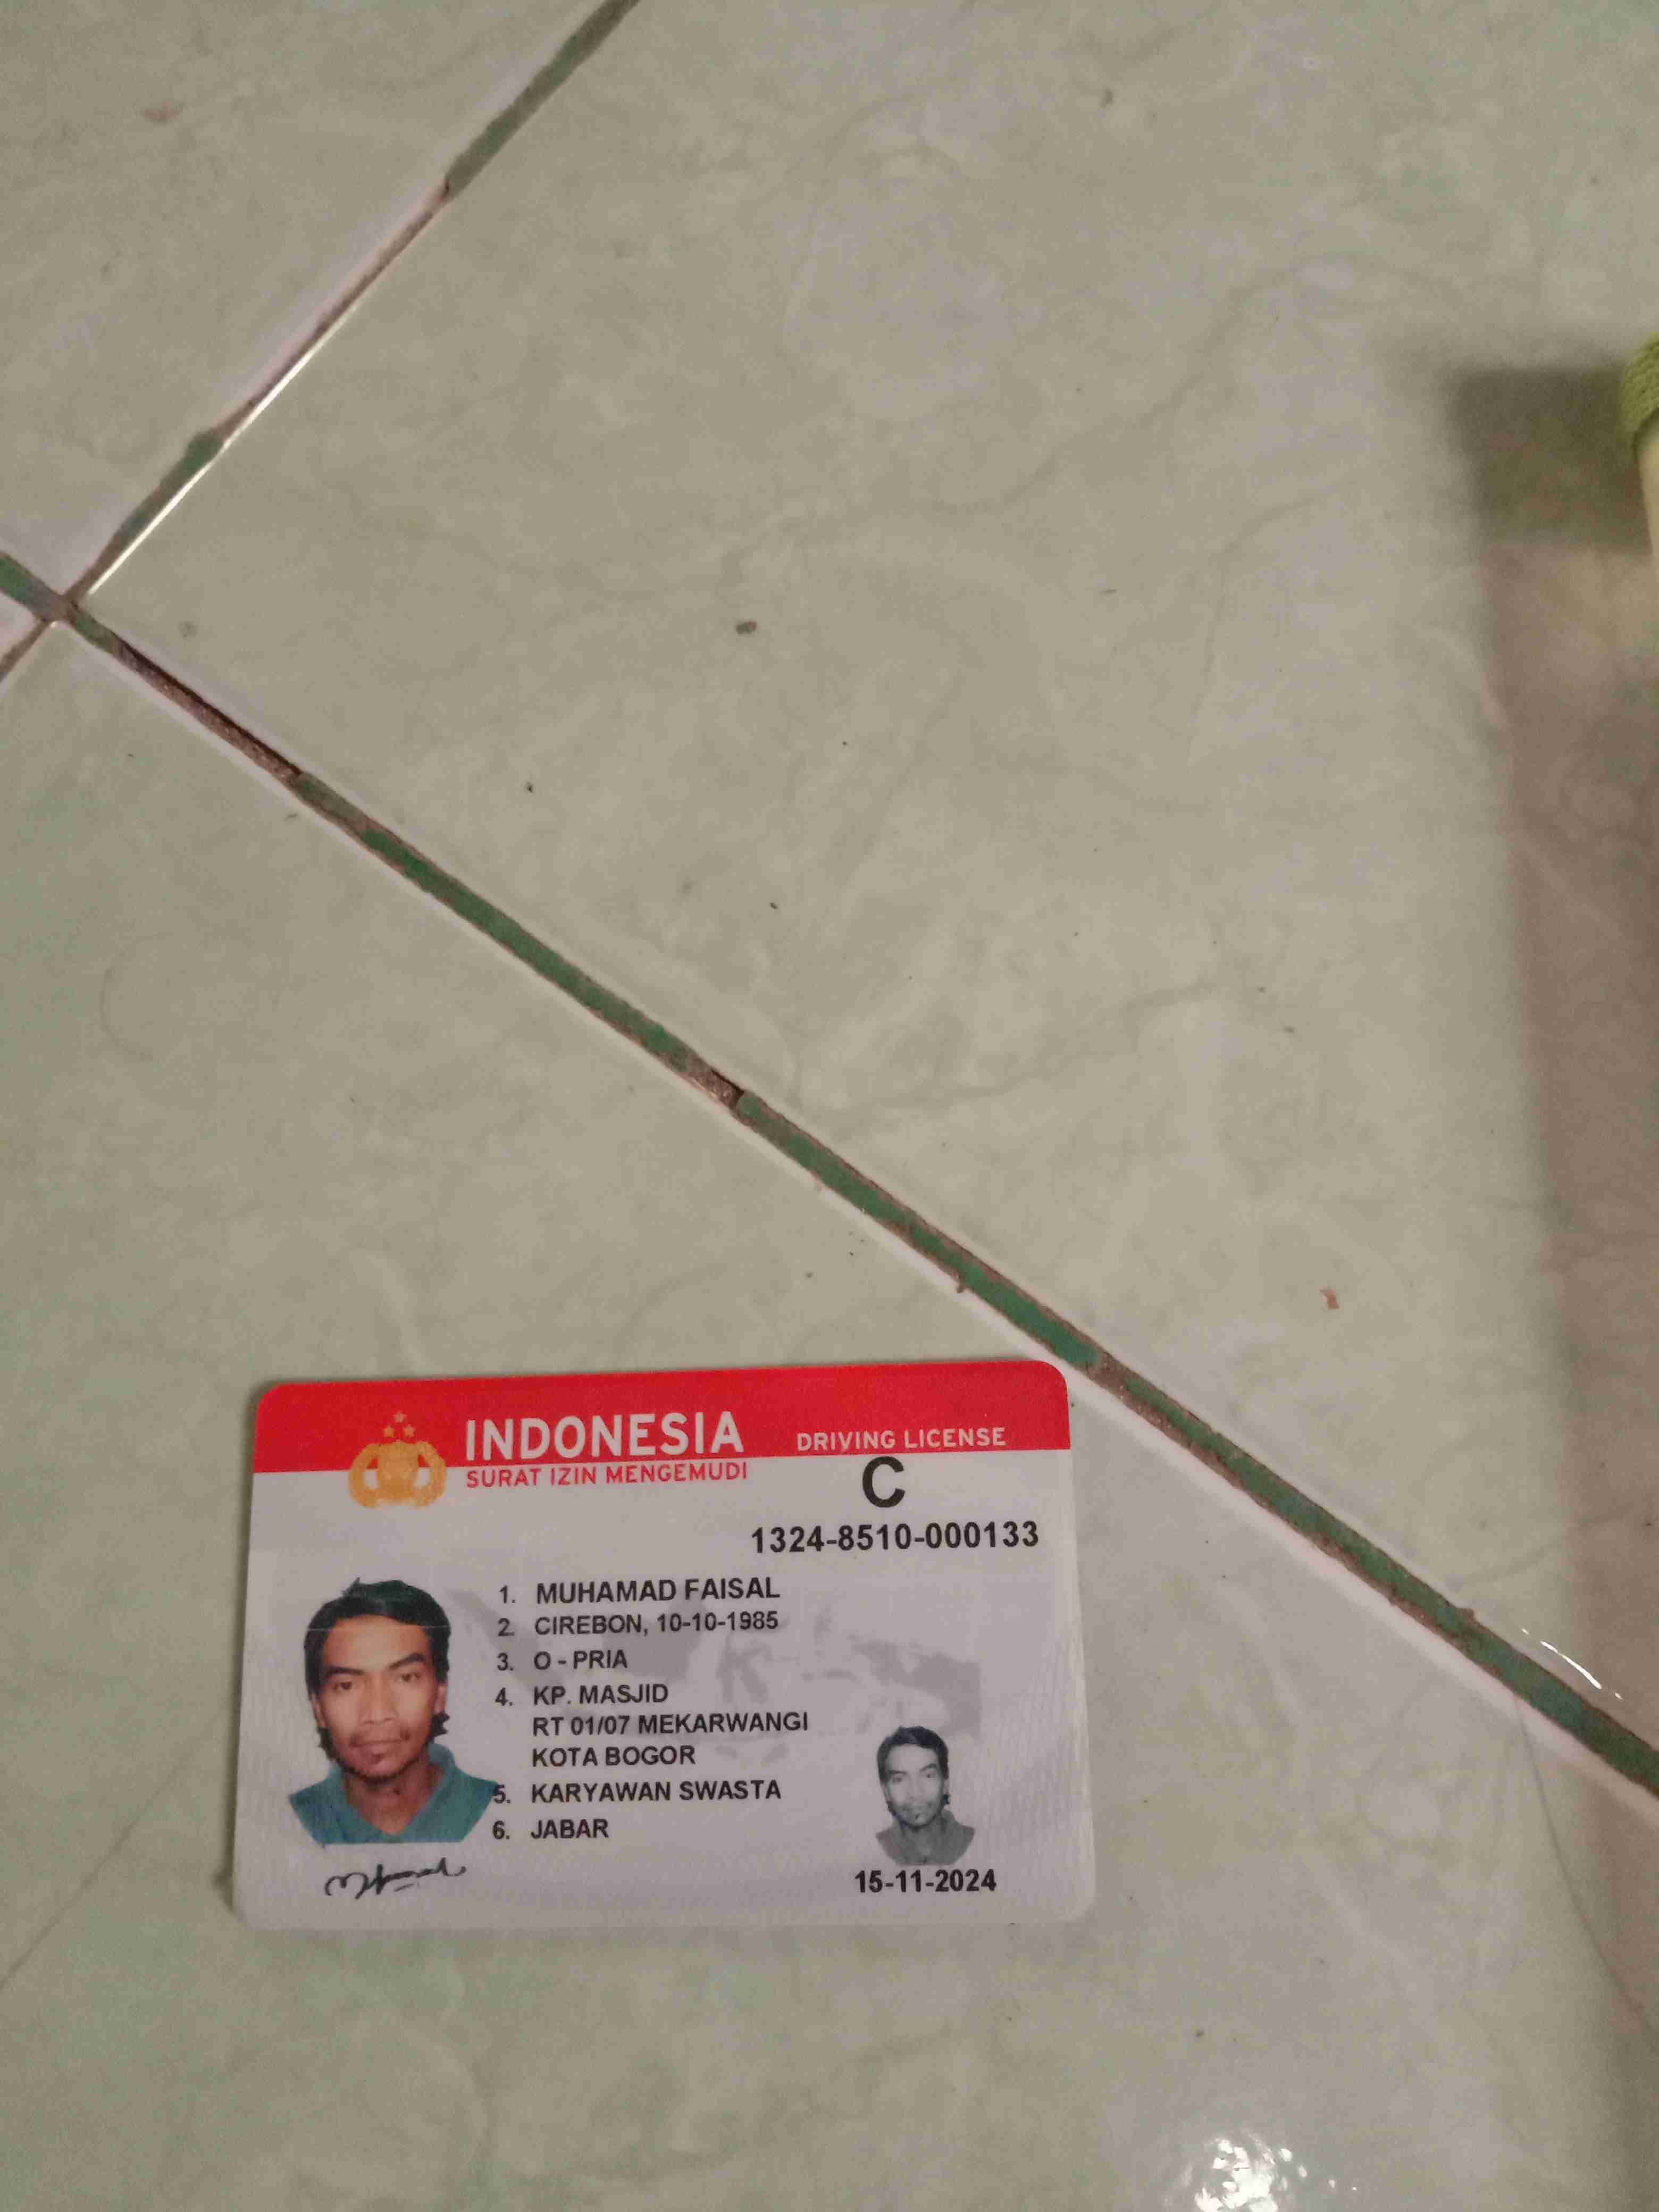 INDONESIA
SURAT IZIN MENGEMUDI
DRIVING LICENSE
C
1324-8510-000133
1. MUHAMAD FAISAL
2. CIREBON, 10-10-1985
3. O - PRIA
4. KP. MASJID
RT 01/07 MEKARWANGI
KOTA BOGOR
5. KARYAWAN SWASTA
6. JABAR
15-11-2024